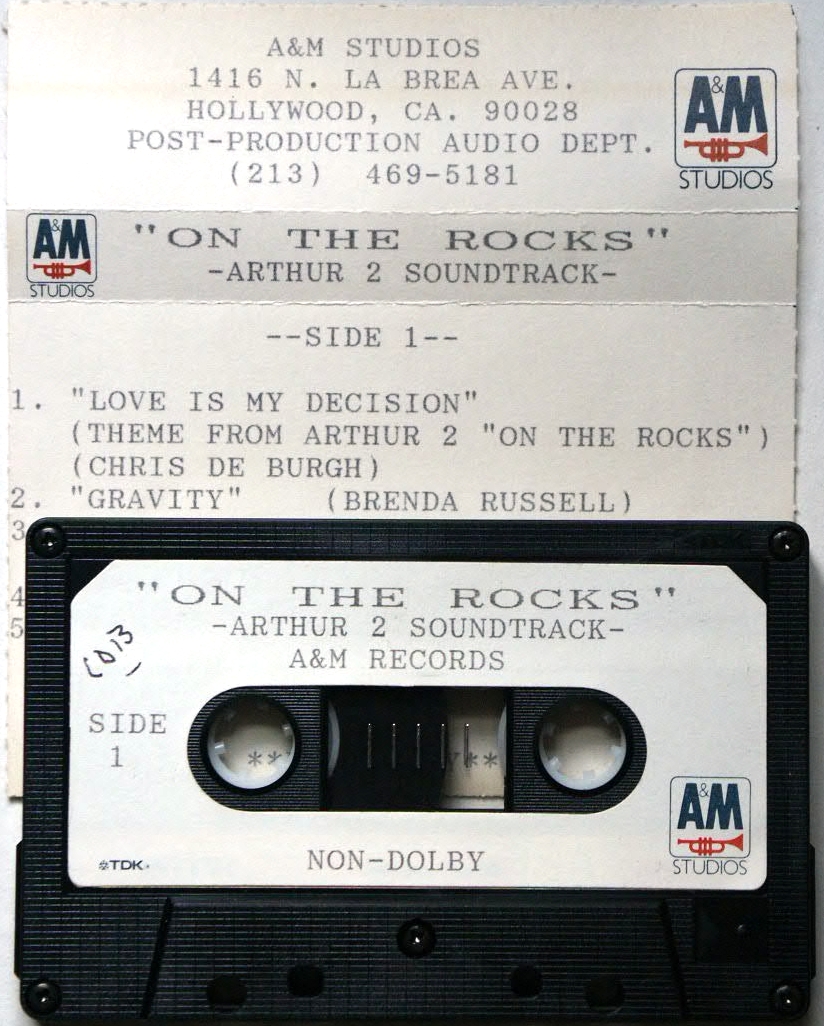 A&M STUDIOS
1416 N. LA BREA AVE.
HOLLYWOOD, CA. 90028
POST-PRODUCTION AUDIO DEPT.
(213) 469-5181
A&M
STUDIOS
A&M
STUDIOS
"ON THE ROCKS"
-ARTHUR 2 SOUNDTRACK-
--SIDE 1--
1. "LOVE IS MY DECISION"
(THEME FROM ARTHUR 2 "ON THE ROCKS")
(CHRIS DE BURGH)
2. "GRAVITY" (BRENDA RUSSELL)
3
4
5
"ON THE ROCKS"
-ARTHUR 2 SOUNDTRACK-
A&M RECORDS
SIDE
1
** Y**
A&M
STUDIOS
TDK
NON-DOLBY